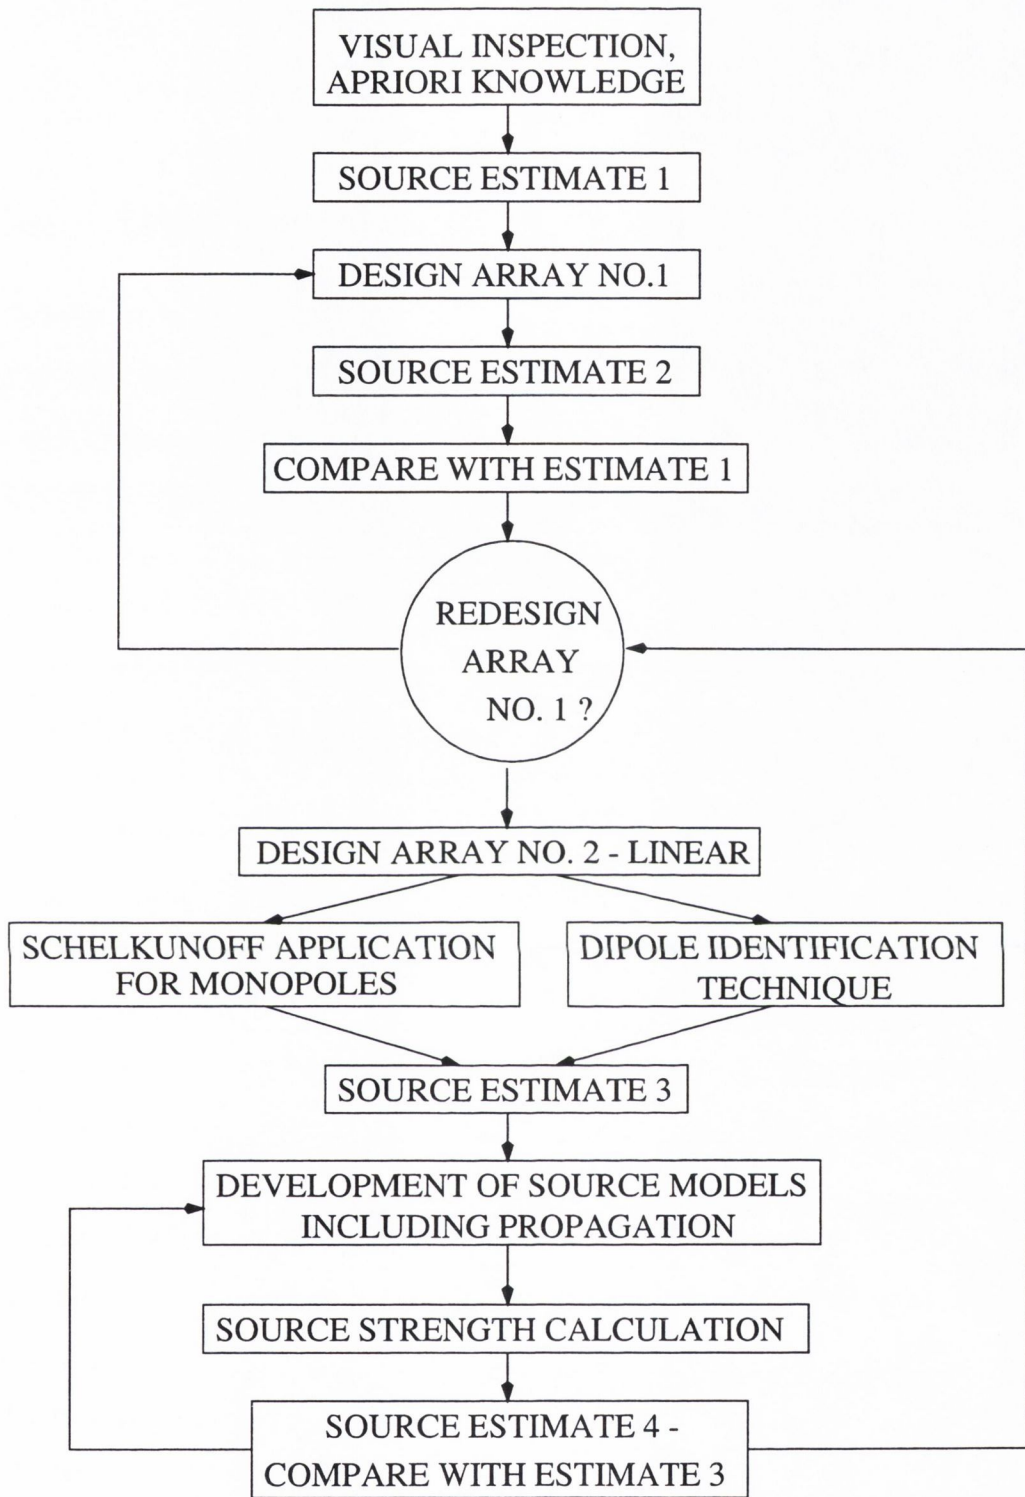 VISUAL INSPECTION,
APRIORI KNOWLEDGE
SOURCE ESTIMATE 1
DESIGN ARRAY NO.1
SOURCE ESTIMATE 2
COMPARE WITH ESTIMATE 1
REDESIGN
ARRAY
NO. 1 ?
DESIGN ARRAY NO. 2 - LINEAR
SCHELKUNOFF APPLICATION
FOR MONOPOLES
DIPOLE IDENTIFICATION
TECHNIQUE
SOURCE ESTIMATE 3
DEVELOPMENT OF SOURCE MODELS
INCLUDING PROPAGATION
SOURCE STRENGTH CALCULATION
SOURCE ESTIMATE 4 -
COMPARE WITH ESTIMATE 3